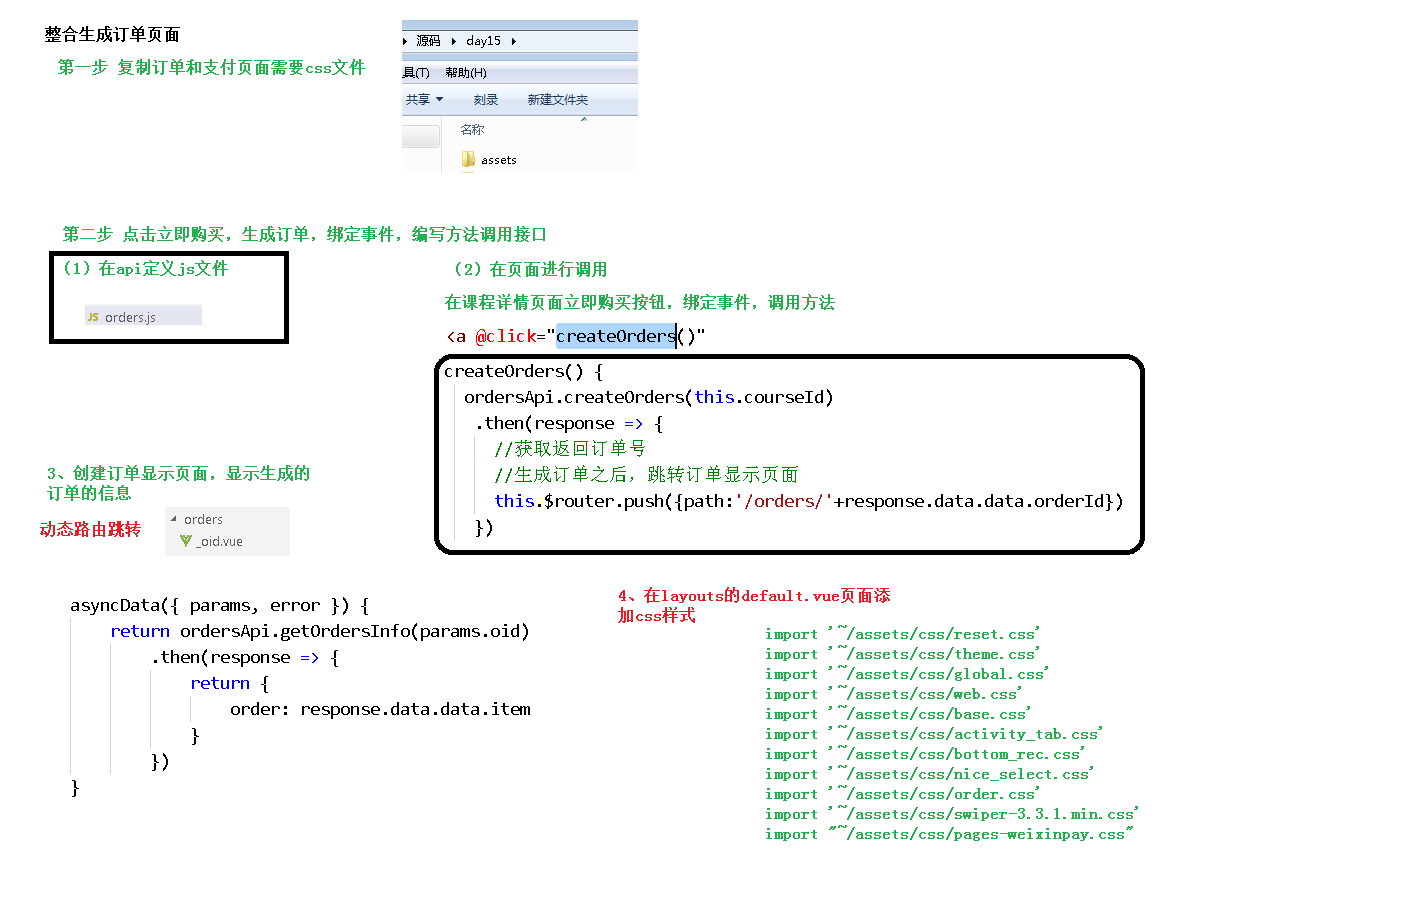 整合生成订单页面
第一步 复制订单和支付页面需要css文件
源码 day15
具(T) 帮助(H)
共享 刻录 新建文件夹
名称
assets
第二步 点击立即购买，生成订单，绑定事件，编写方法调用接口
（1）在api定义js文件
JS orders.js
（2）在页面进行调用
在课程详情页面立即购买按钮，绑定事件，调用方法
<a @click="createOrders()"
createOrders() {
ordersApi.createOrders(this.courseId)
.then(response => {
//获取返回订单号
//生成订单之后，跳转订单显示页面
this.$router.push({path:'/orders/'+response.data.data.orderId})
})
3、创建订单显示页面，显示生成的
订单的信息
动态路由跳转
orders
_oid.vue
asyncData({ params, error }) {
return ordersApi.getOrdersInfo(params.oid)
.then(response => {
return {
order: response.data.data.item
}
})
}
4、在layouts的default.vue页面添
加css样式
import '~/assets/css/reset.css'
import '~/assets/css/theme.css'
import '~/assets/css/global.css'
import '~/assets/css/web.css'
import '~/assets/css/base.css'
import '~/assets/css/activity_tab.css'
import '~/assets/css/bottom_rec.css'
import '~/assets/css/nice_select.css'
import '~/assets/css/order.css'
import '~/assets/css/swiper-3.3.1.min.css'
import "~/assets/css/pages-weixinpay.css"